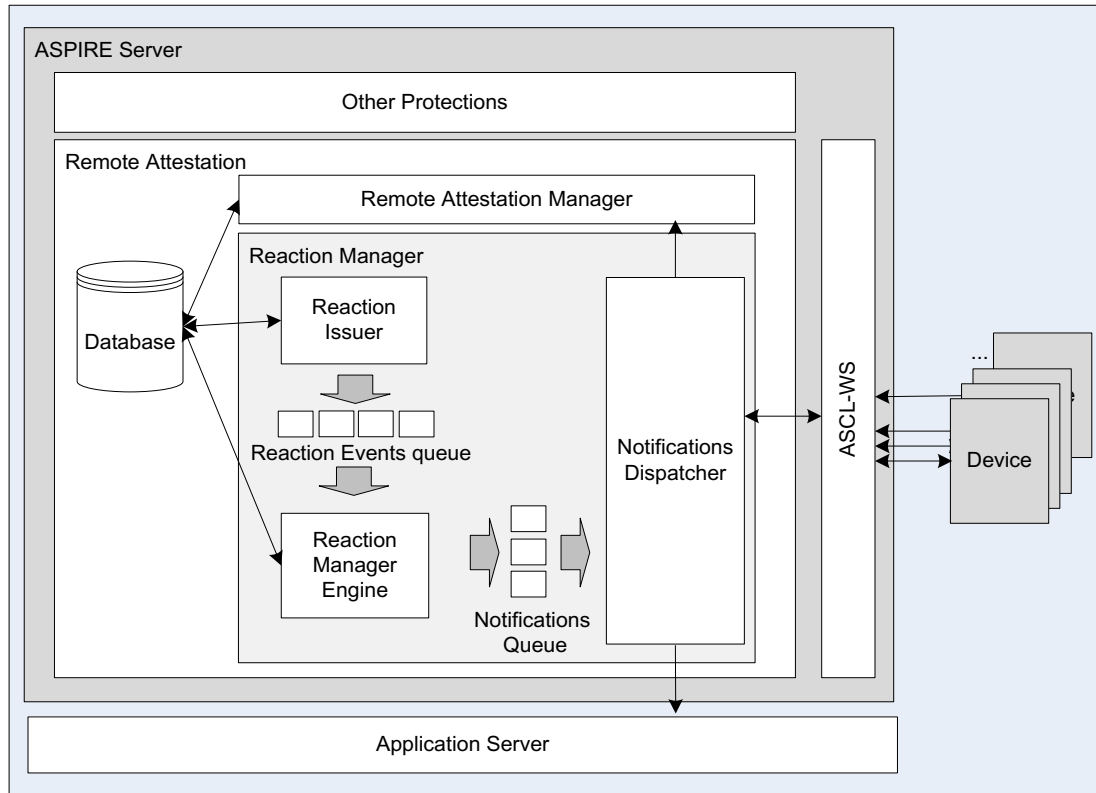 ASPIRE Server
Other Protections
Remote Attestation
Remote Attestation Manager
Reaction Manager
Reaction
Issuer
Database
Reaction Events queue
Reaction
Manager
Engine
Notifications
Queue
Notifications
Dispatcher
ASCL-WS
...
Device
Application Server